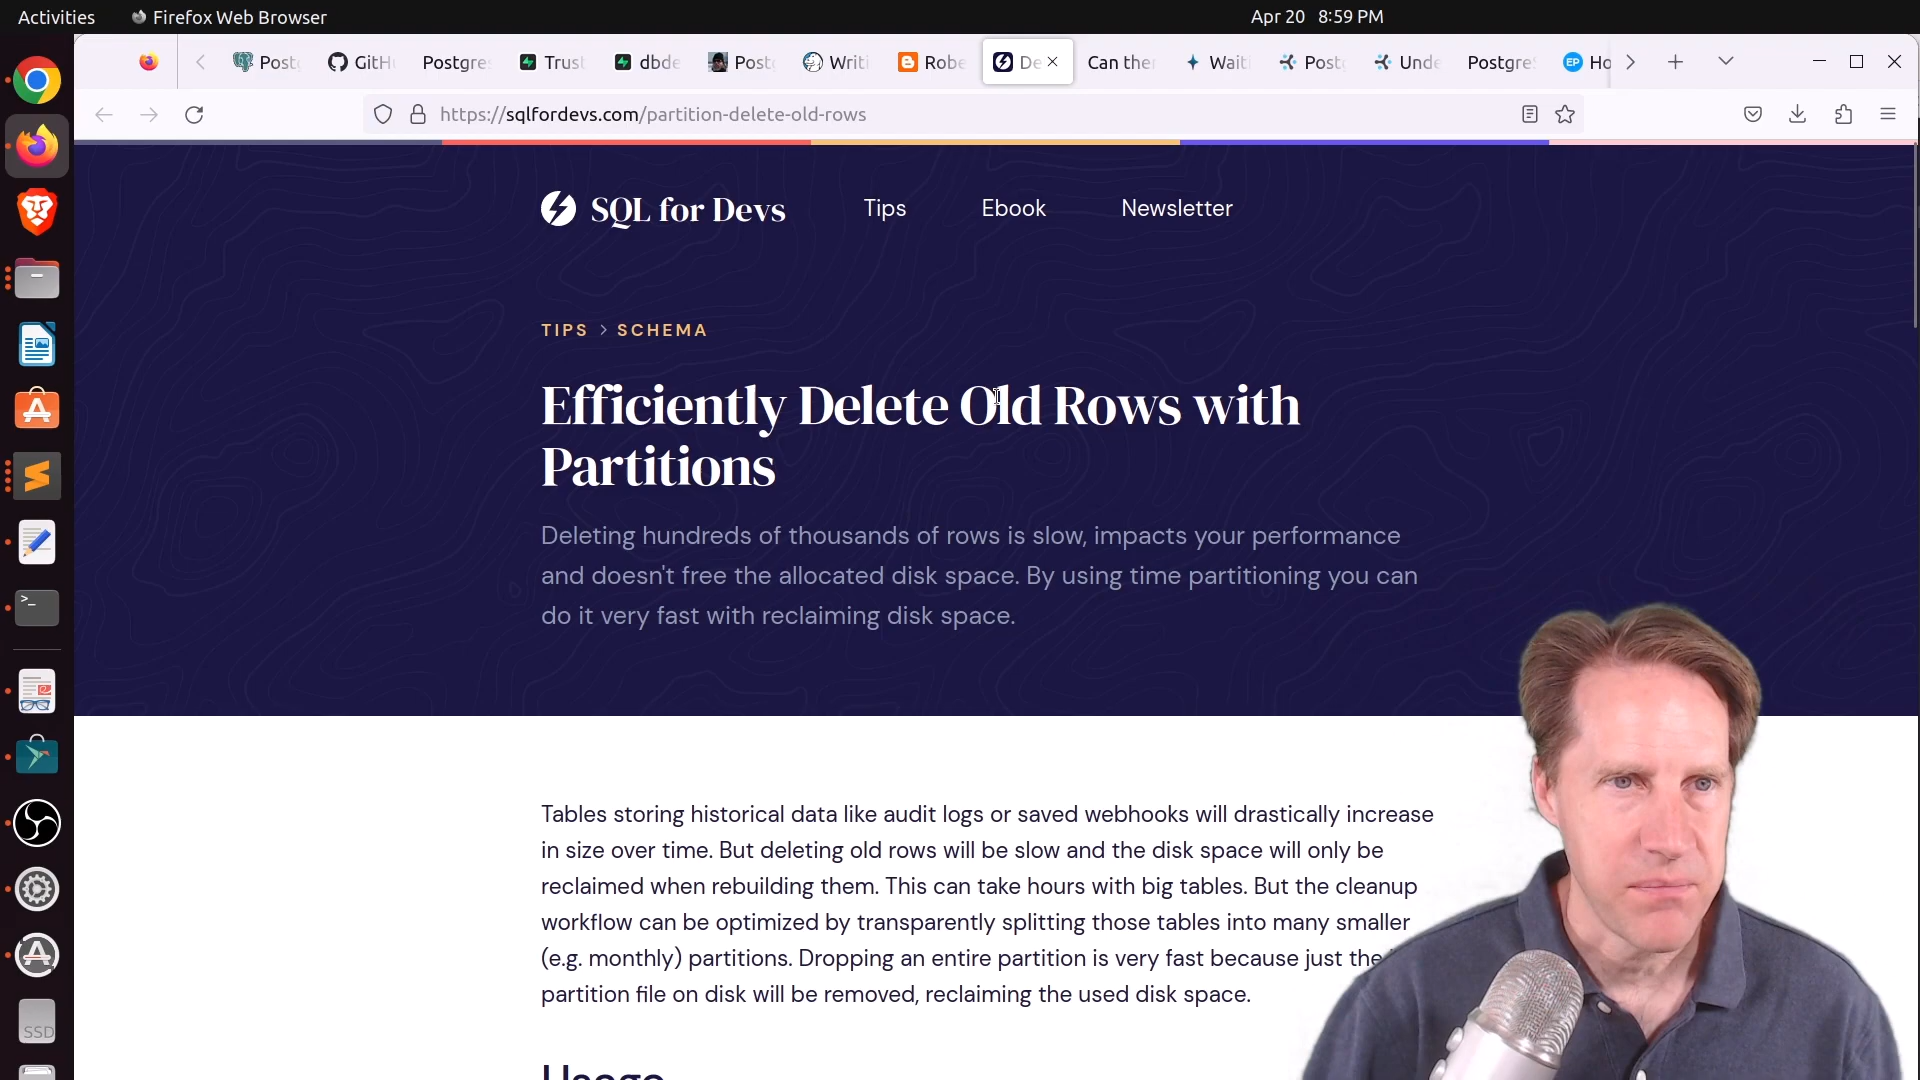 Activities
Firefox Web Browser
Apr 20 8:59 PM
Post
GitH
Postgre
Trust
dbde
Post
Writi
Robe
De
Can the
Wait
Post
Unde
Postgre
EP
Ho
https://sqlfordevs.com/partition-delete-old-rows
SQL for Devs
Tips
Ebook
Newsletter
TIPS > SCHEMA
Efficiently Delete Old Rows with
Partitions
Deleting hundreds of thousands of rows is slow, impacts your performance
and doesn't free the allocated disk space. By using time partitioning you can
do it very fast with reclaiming disk space.
Tables storing historical data like audit logs or saved webhooks will drastically increase
in size over time. But deleting old rows will be slow and the disk space will only be
reclaimed when rebuilding them. This can take hours with big tables. But the cleanup
workflow can be optimized by transparently splitting those tables into many smaller
(e.g. monthly) partitions. Dropping an entire partition is very fast because just the
partition file on disk will be removed, reclaiming the used disk space.
Usage
SSD